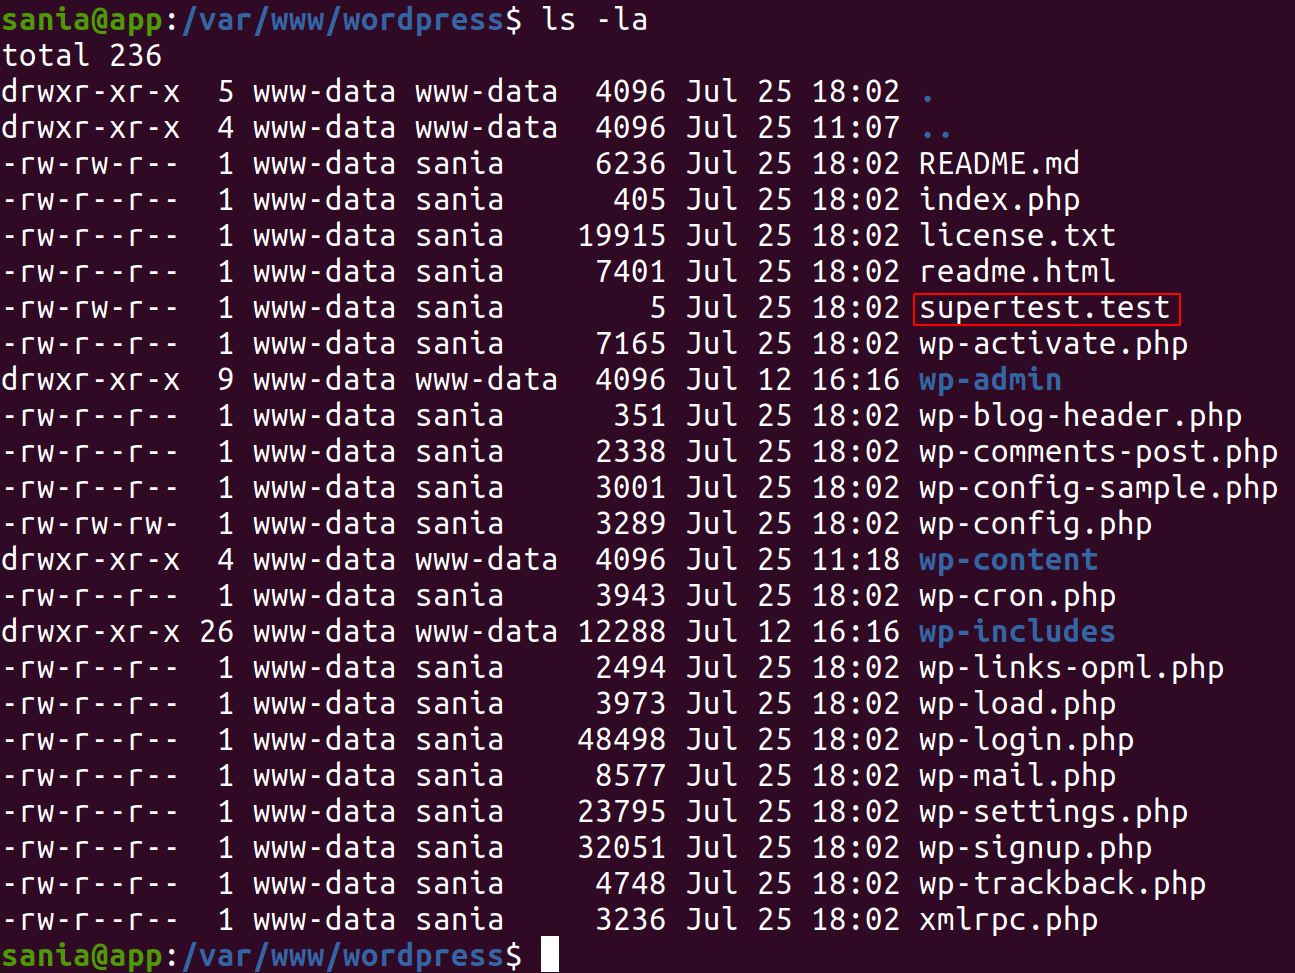 sania@app:/var/www/wordpress$ ls -la
total 236
drwxr-xr-x  5 www-data www-data  4096 Jul 25 18:02 .
drwxr-xr-x  4 www-data www-data  4096 Jul 25 11:07 ..
-rw-rw-r--  1 www-data sania     6236 Jul 25 18:02 README.md
-rw-r--r--  1 www-data sania      405 Jul 25 18:02 index.php
-rw-r--r--  1 www-data sania    19915 Jul 25 18:02 license.txt
-rw-r--r--  1 www-data sania     7401 Jul 25 18:02 readme.html
-rw-rw-r--  1 www-data sania        5 Jul 25 18:02 supertest.test
-rw-r--r--  1 www-data sania     7165 Jul 25 18:02 wp-activate.php
drwxr-xr-x  9 www-data www-data  4096 Jul 12 16:16 wp-admin
-rw-r--r--  1 www-data sania      351 Jul 25 18:02 wp-blog-header.php
-rw-r--r--  1 www-data sania     2338 Jul 25 18:02 wp-comments-post.php
-rw-r--r--  1 www-data sania     3001 Jul 25 18:02 wp-config-sample.php
-rw-rw-rw-  1 www-data sania     3289 Jul 25 18:02 wp-config.php
drwxr-xr-x  4 www-data www-data  4096 Jul 25 11:18 wp-content
-rw-r--r--  1 www-data sania     3943 Jul 25 18:02 wp-cron.php
drwxr-xr-x 26 www-data www-data 12288 Jul 12 16:16 wp-includes
-rw-r--r--  1 www-data sania     2494 Jul 25 18:02 wp-links-opml.php
-rw-r--r--  1 www-data sania     3973 Jul 25 18:02 wp-load.php
-rw-r--r--  1 www-data sania    48498 Jul 25 18:02 wp-login.php
-rw-r--r--  1 www-data sania     8577 Jul 25 18:02 wp-mail.php
-rw-r--r--  1 www-data sania    23795 Jul 25 18:02 wp-settings.php
-rw-r--r--  1 www-data sania    32051 Jul 25 18:02 wp-signup.php
-rw-r--r--  1 www-data sania     4748 Jul 25 18:02 wp-trackback.php
-rw-r--r--  1 www-data sania     3236 Jul 25 18:02 xmlrpc.php
sania@app:/var/www/wordpress$